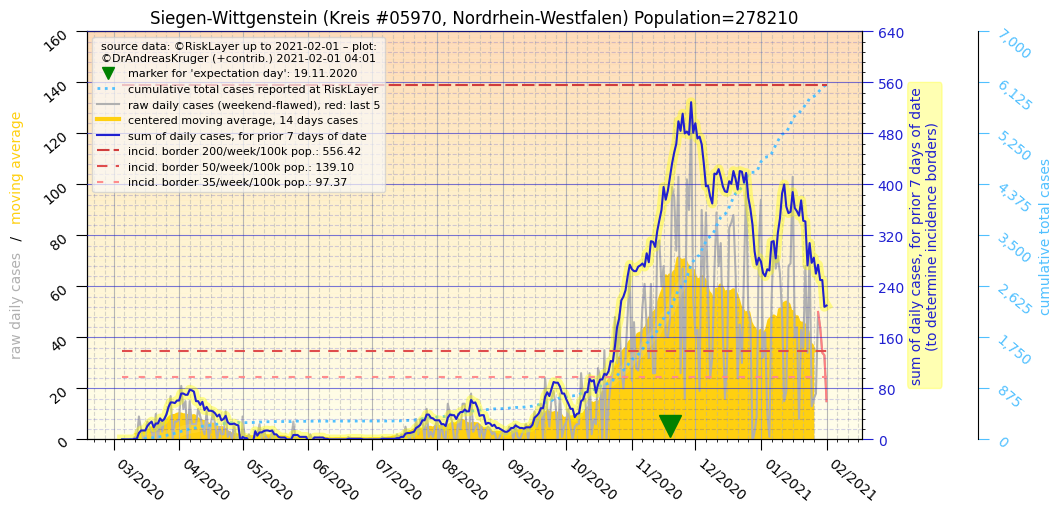 Siegen-Wittgenstein (Kreis #05970, Nordrhein-Westfalen) Population=278210
source data: ©RiskLayer up to 2021-02-01 – plot:
©DrAndreasKruger (+contrib.) 2021-02-01 04:01
marker for 'expectation day': 19.11.2020
cumulative total cases reported at RiskLayer
raw daily cases (weekend-flawed), red: last 5
centered moving average, 14 days cases
sum of daily cases, for prior 7 days of date
incid. border 200/week/100k pop.: 556.42
incid. border 50/week/100k pop.: 139.10
incid. border 35/week/100k pop.: 97.37
raw daily cases / moving average
160
140
120
100
80
60
40
20
0
03/2020
04/2020
05/2020
06/2020
07/2020
08/2020
09/2020
10/2020
11/2020
12/2020
01/2021
02/2021
640
560
480
400
320
240
160
80
0
sum of daily cases, for prior 7 days of date
(to determine incidence borders)
7,000
6,125
5,250
4,375
3,500
2,625
1,750
875
0
cumulative total cases